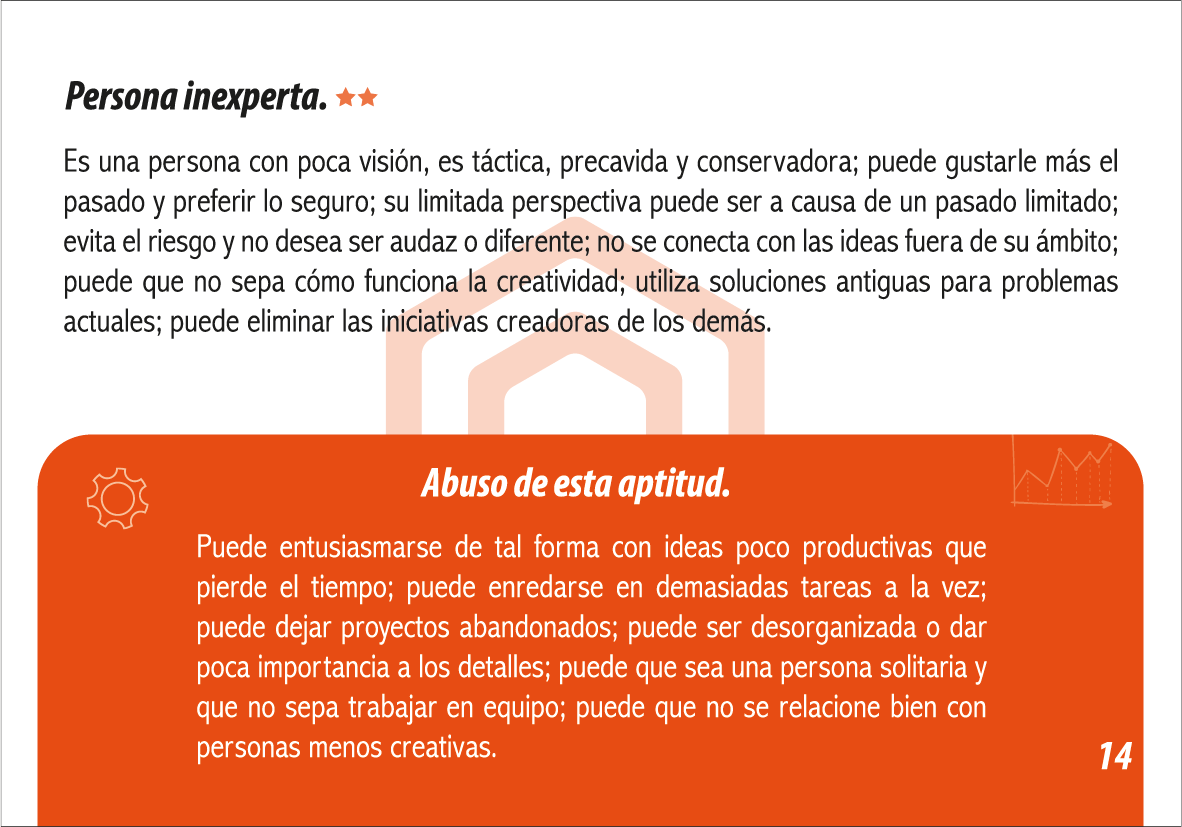 Persona inexperta.
Es una persona con poca visión, es táctica, precavida y conservadora; puede gustarle más el
pasado y preferir lo seguro; su limitada perspectiva puede ser a causa de un pasado limitado;
evita el riesgo y no desea ser audaz o diferente; no se conecta con las ideas fuera de su ámbito;
puede que no sepa cómo funciona la creatividad; utiliza soluciones antiguas para problemas
actuales; puede eliminar las iniciativas creadoras de los demás.
Abuso de esta aptitud.
Puede entusiasmarse de tal forma con ideas poco productivas que
pierde el tiempo; puede enredarse en demasiadas tareas a la vez;
puede dejar proyectos abandonados; puede ser desorganizada o dar
poca importancia a los detalles; puede que sea una persona solitaria y
que no sepa trabajar en equipo; puede que no se relacione bien con
personas menos creativas.
14